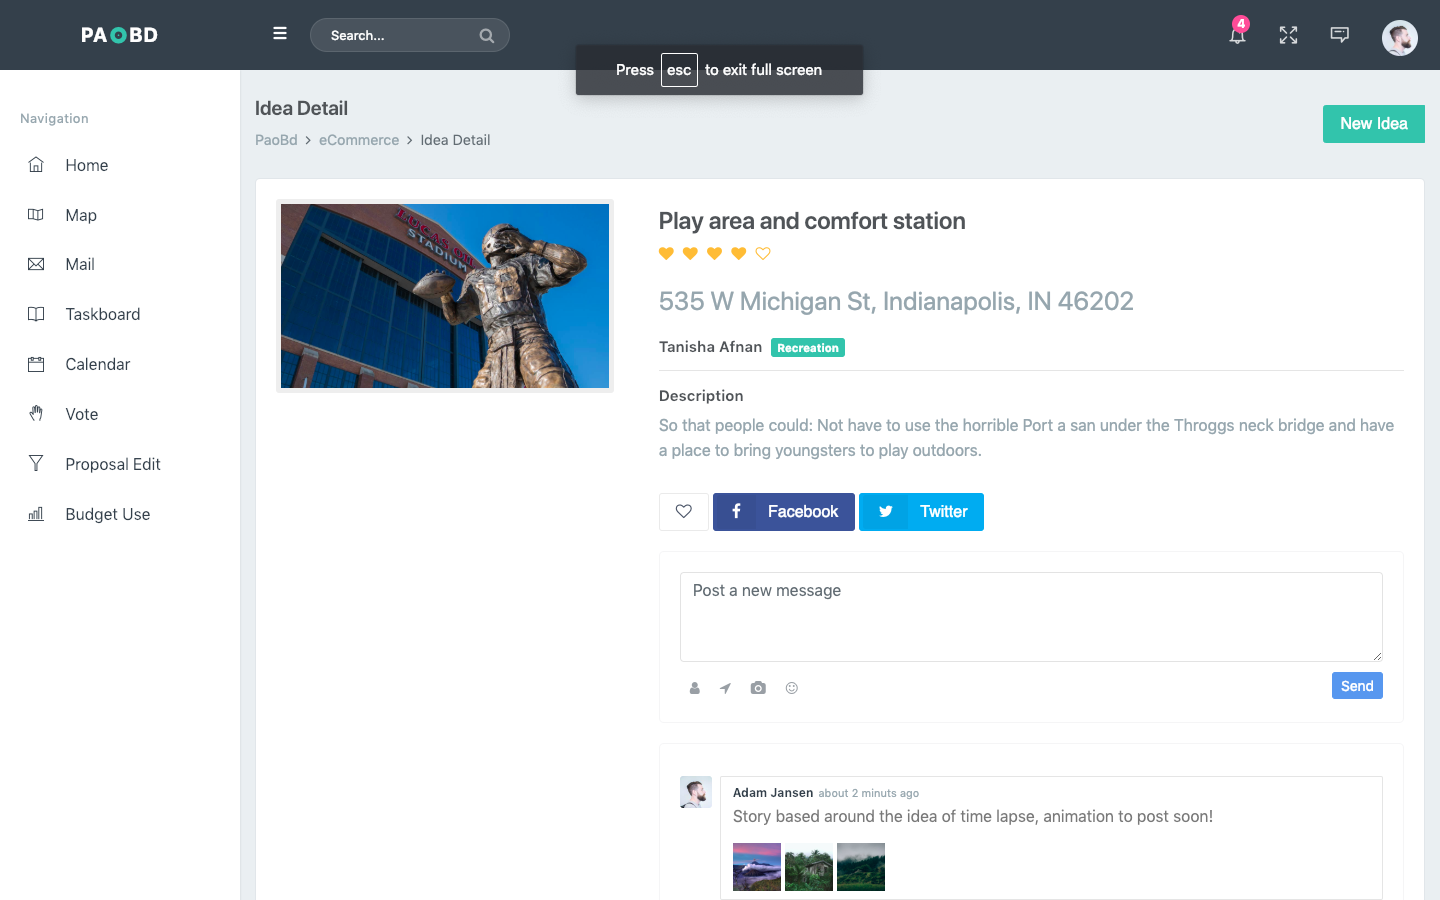 PAOBD
Search...
4
Press esc to exit full screen
Navigation
Home
Map
Mail
Taskboard
Calendar
Vote
Proposal Edit
Budget Use
Idea Detail
PaoBd > eCommerce > Idea Detail
New Idea
LUCAS OIL
STADIUM
Play area and comfort station
535 W Michigan St, Indianapolis, IN 46202
Tanisha Afnan Recreation
Description
So that people could: Not have to use the horrible Port a san under the Throggs neck bridge and have
a place to bring youngsters to play outdoors.
Facebook
Twitter
Post a new message
Send
Adam Jansen about 2 minuts ago
Story based around the idea of time lapse, animation to post soon!